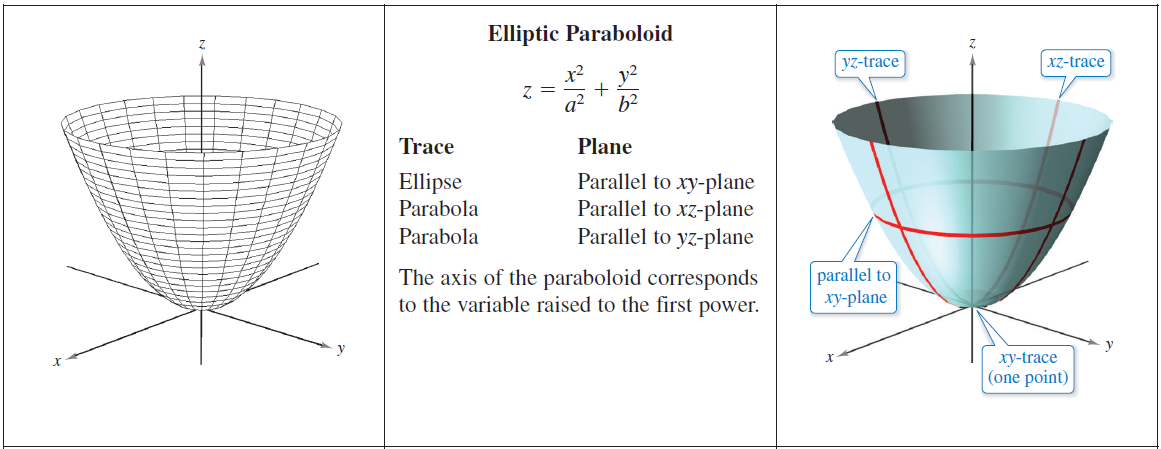 z
x
y
Elliptic Paraboloid
z = x²/a² + y²/b²
Trace Plane
Ellipse Parallel to xy-plane
Parabola Parallel to xz-plane
Parabola Parallel to yz-plane
The axis of the paraboloid corresponds
to the variable raised to the first power.
z
yz-trace
xz-trace
parallel to
xy-plane
x
y
xy-trace
(one point)